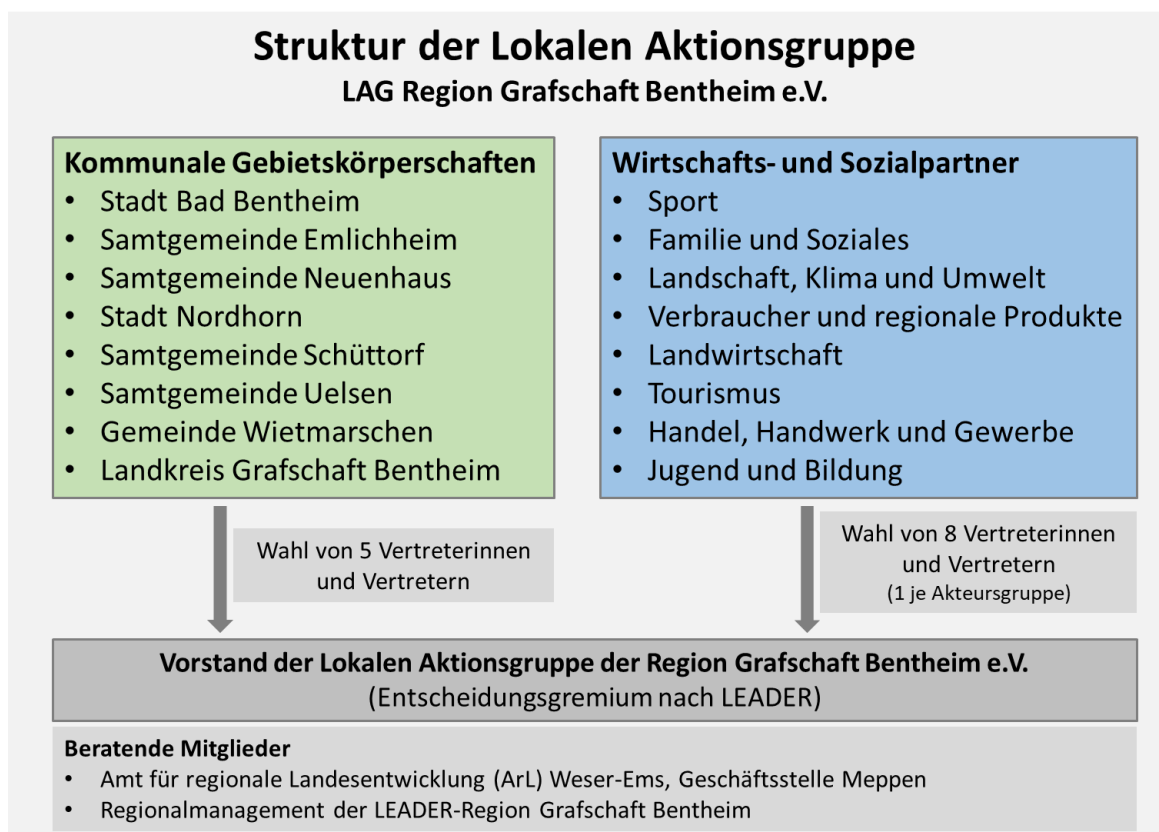 Struktur der Lokalen Aktionsgruppe
LAG Region Grafschaft Bentheim e.V.
Kommunale Gebietskörperschaften
• Stadt Bad Bentheim
• Samtgemeinde Emlichheim
• Samtgemeinde Neuenhaus
• Stadt Nordhorn
• Samtgemeinde Schüttorf
• Samtgemeinde Uelsen
• Gemeinde Wietmarschen
• Landkreis Grafschaft Bentheim
Wirtschafts- und Sozialpartner
• Sport
• Familie und Soziales
• Landschaft, Klima und Umwelt
• Verbraucher und regionale Produkte
• Landwirtschaft
• Tourismus
• Handel, Handwerk und Gewerbe
• Jugend und Bildung
Wahl von 5 Vertreterinnen
und Vertretern
Wahl von 8 Vertreterinnen
und Vertretern
(1 je Akteursgruppe)
Vorstand der Lokalen Aktionsgruppe der Region Grafschaft Bentheim e.V.
(Entscheidungsgremium nach LEADER)
Beratende Mitglieder
• Amt für regionale Landesentwicklung (ArL) Weser-Ems, Geschäftsstelle Meppen
• Regionalmanagement der LEADER-Region Grafschaft Bentheim